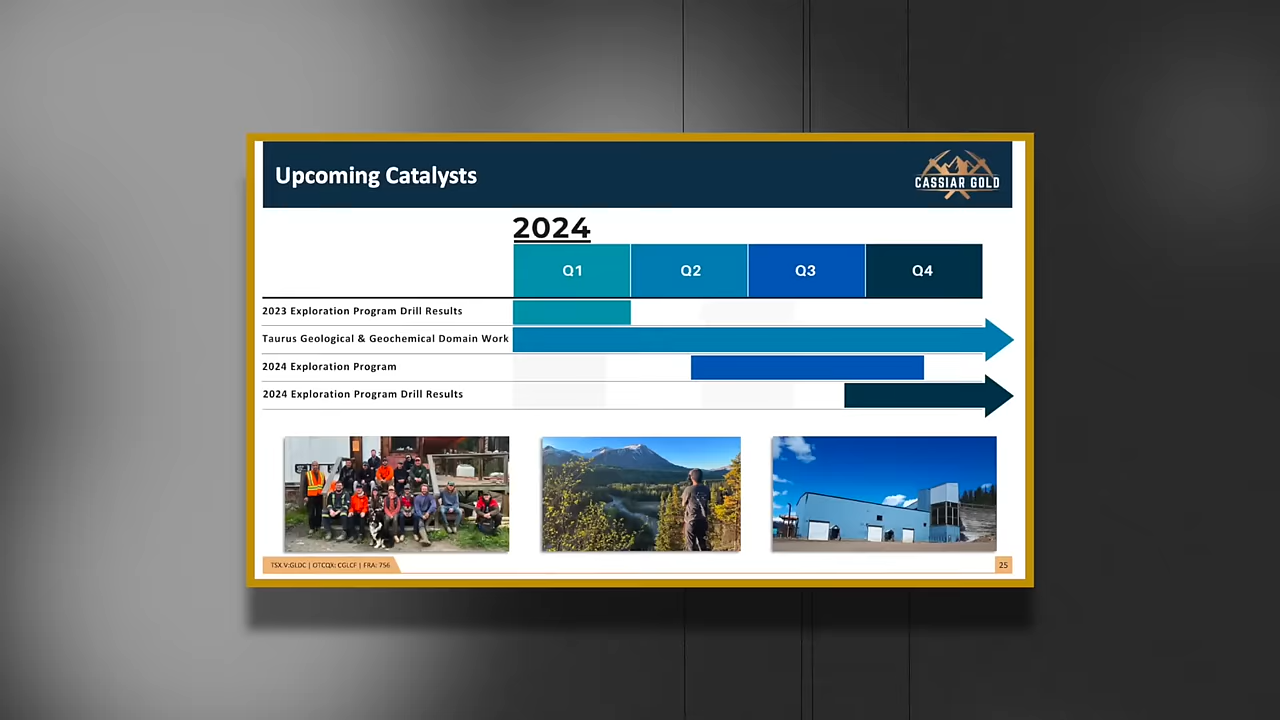 Upcoming Catalysts
CASSIAR GOLD
2024
Q1 Q2 Q3 Q4
2023 Exploration Program Drill Results
Taurus Geological & Geochemical Domain Work
2024 Exploration Program
2024 Exploration Program Drill Results
TSX V:GLDC | OTCQX: CGLCF | FRA: 756
25